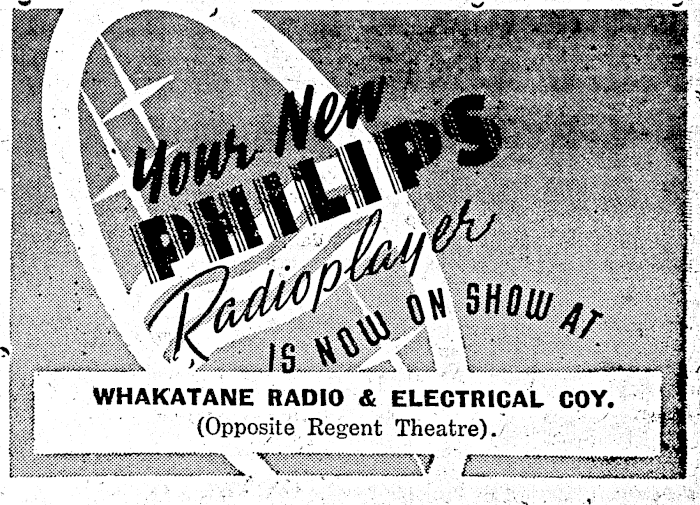 Your New
PHILIPS
Radioplayer
IS NOW ON SHOW AT
WHAKATANE RADIO & ELECTRICAL COY.
(Opposite Regent Theatre).